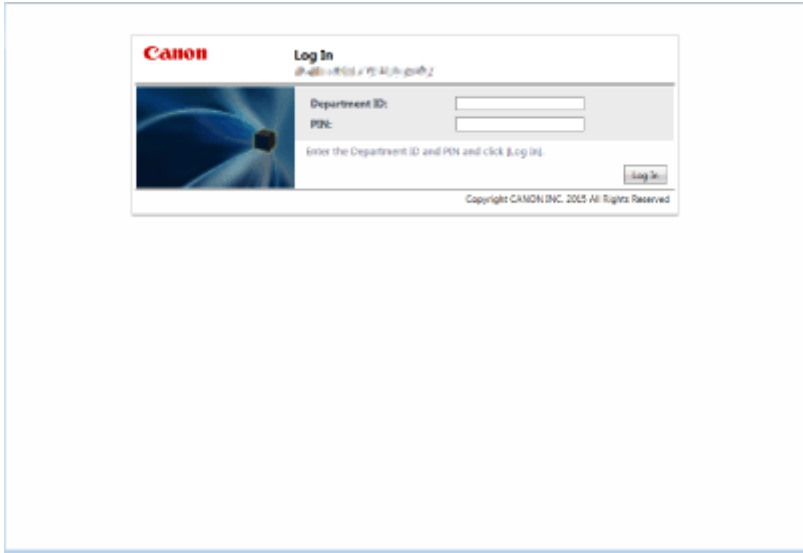 Canon
Log In
Department ID:
PIN:
Enter the Department ID and PIN and click [Log In].
Log In
Copyright CANON INC. 2015 All Rights Reserved